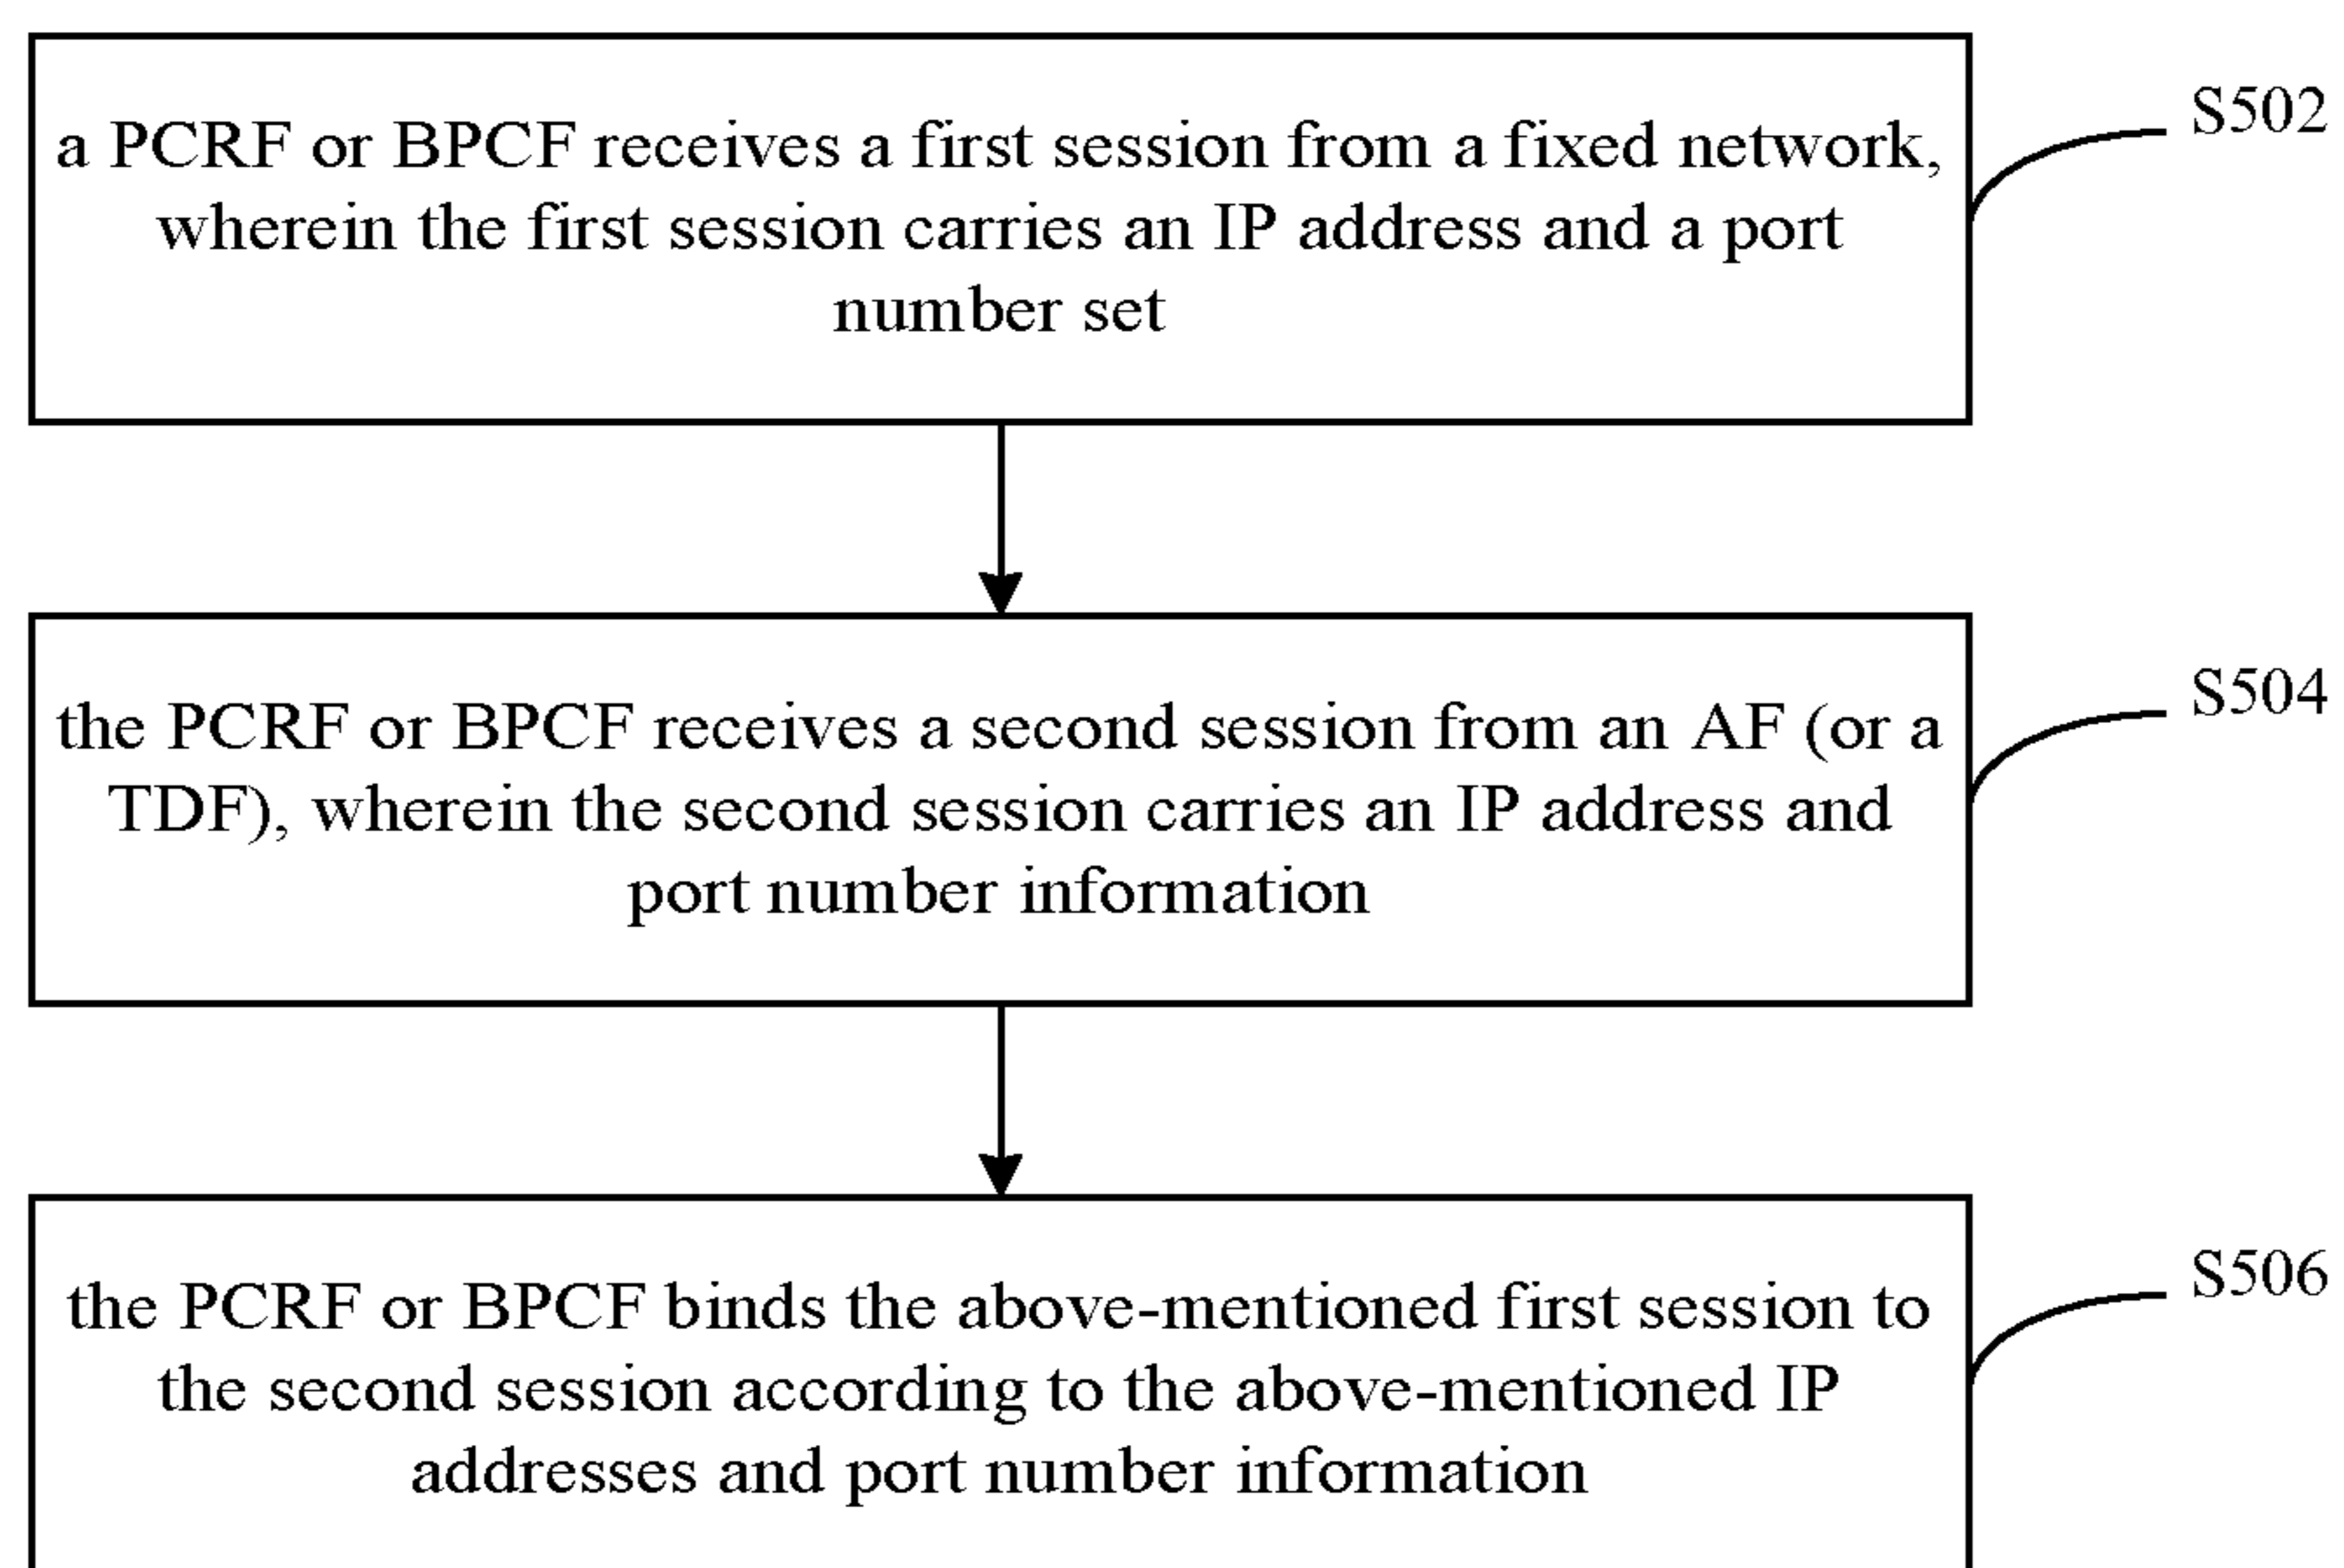 a PCRF or BPCF receives a first session from a fixed network,
wherein the first session carries an IP address and a port
number set
S502
the PCRF or BPCF receives a second session from an AF (or a
TDF), wherein the second session carries an IP address and
port number information
S504
the PCRF or BPCF binds the above-mentioned first session to
the second session according to the above-mentioned IP
addresses and port number information
S506